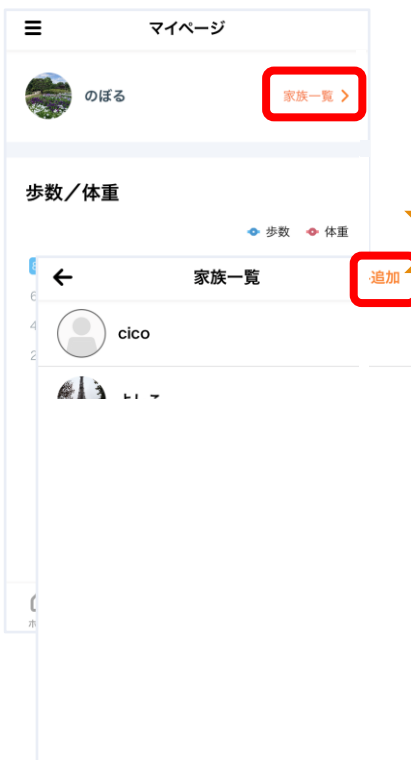 マイページ
のぼる
家族一覧
歩数／体重
歩数
体重
家族一覧
追加
cico